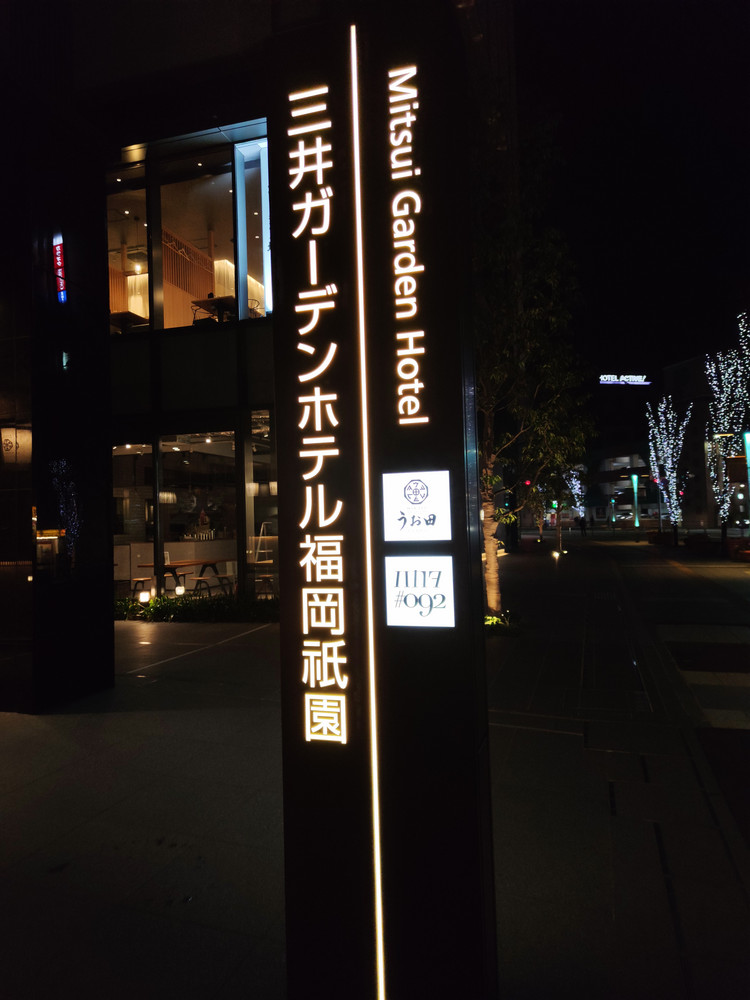 三井ガーデンホテル福岡祇園
Mitsui Garden Hotel
うお田
11117
#092
HOTEL ACTIVE!